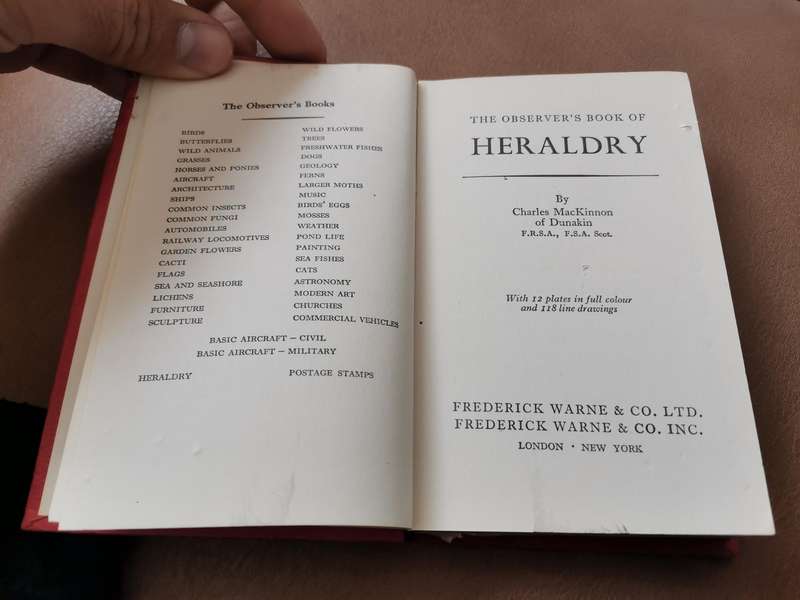 The Observer's Books
BIRDS
BUTTERFLIES
WILD ANIMALS
GRASSES
HORSES AND PONIES
AIRCRAFT
ARCHITECTURE
SHIPS
COMMON INSECTS
COMMON FUNGI
AUTOMOBILES
RAILWAY LOCOMOTIVES
GARDEN FLOWERS
CACTI
FLAGS
SEA AND SEASHORE
LICHENS
FURNITURE
SCULPTURE
WILD FLOWERS
TREES
FRESHWATER FISHES
DOGS
GEOLOGY
FERNS
LARGER MOTHS
MUSIC
BIRDS' EGGS
MOSSES
WEATHER
POND LIFE
PAINTING
SEA FISHES
CATS
ASTRONOMY
MODERN ART
CHURCHES
COMMERCIAL VEHICLES
BASIC AIRCRAFT – CIVIL
BASIC AIRCRAFT – MILITARY
HERALDRY
POSTAGE STAMPS
THE OBSERVER'S BOOK OF
HERALDRY
By
Charles MacKinnon
of Dunakin
F.R.S.A., F.S.A. Scot.
With 12 plates in full colour
and 118 line drawings
FREDERICK WARNE & CO. LTD.
FREDERICK WARNE & CO. INC.
LONDON · NEW YORK